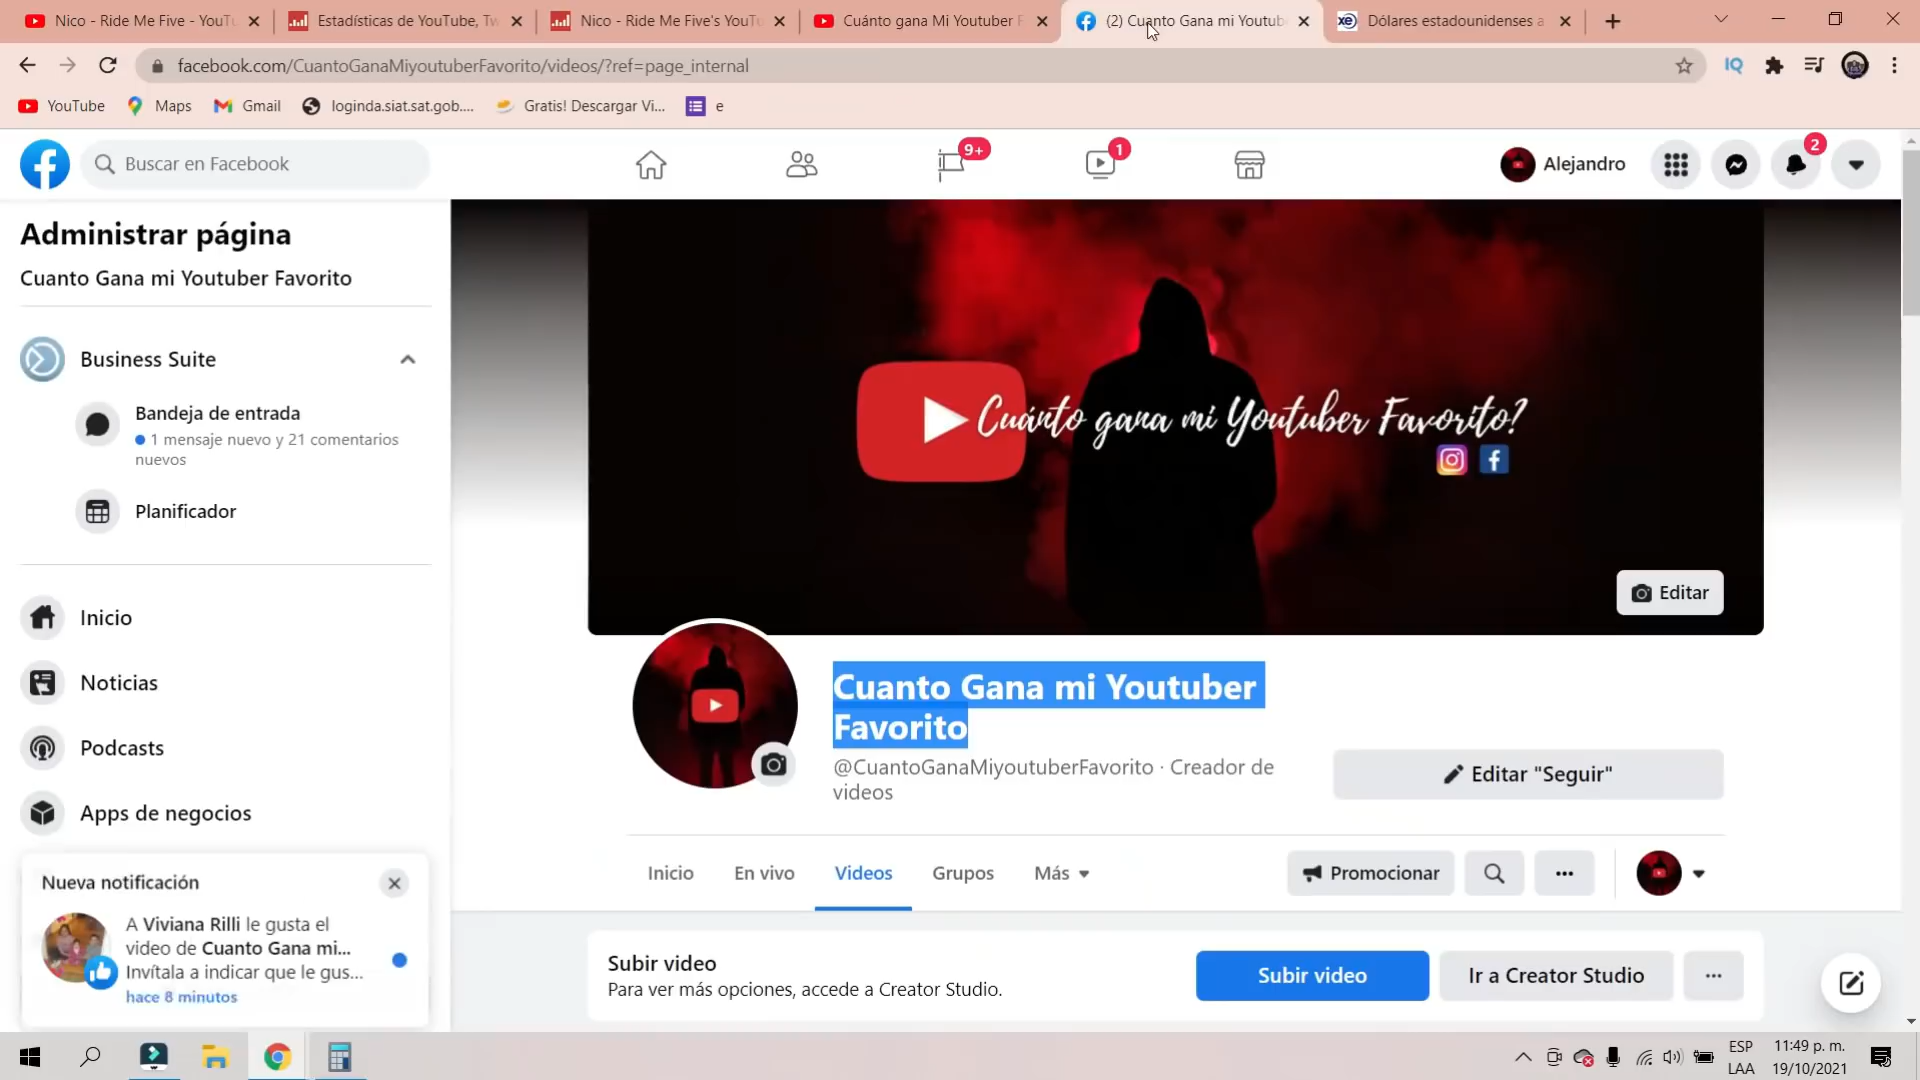 Nico - Ride Me Five - YouTu
Estadísticas de YouTube, Tw
Nico - Ride Me Five's YouTu
Cuánto gana Mi Youtuber F
(2) Cuanto Gana mi Youtub
Dólares estadounidenses a
facebook.com/CuantoGanaMiyoutuberFavorito/videos/?ref=page_internal
IQ
YouTube
Maps
Gmail
loginda.siat.sat.gob....
Gratis! Descargar Vi...
e
Buscar en Facebook
9+
1
Alejandro
2
Administrar página
Cuanto Gana mi Youtuber Favorito
Business Suite
Bandeja de entrada
1 mensaje nuevo y 21 comentarios
nuevos
Planificador
Inicio
Noticias
Podcasts
Apps de negocios
Nueva notificación
A Viviana Rilli le gusta el
video de Cuanto Gana mi...
Invítala a indicar que le gus...
hace 8 minutos
Cuánto gana mi Youtuber Favorito?
Editar
Cuanto Gana mi Youtuber
Favorito
@CuantoGanaMiyoutuberFavorito · Creador de
videos
Editar "Seguir"
Inicio
En vivo
Videos
Grupos
Más
Promocionar
Subir video
Para ver más opciones, accede a Creator Studio.
Subir video
Ir a Creator Studio
ESP
LAA
11:49 p. m.
19/10/2021